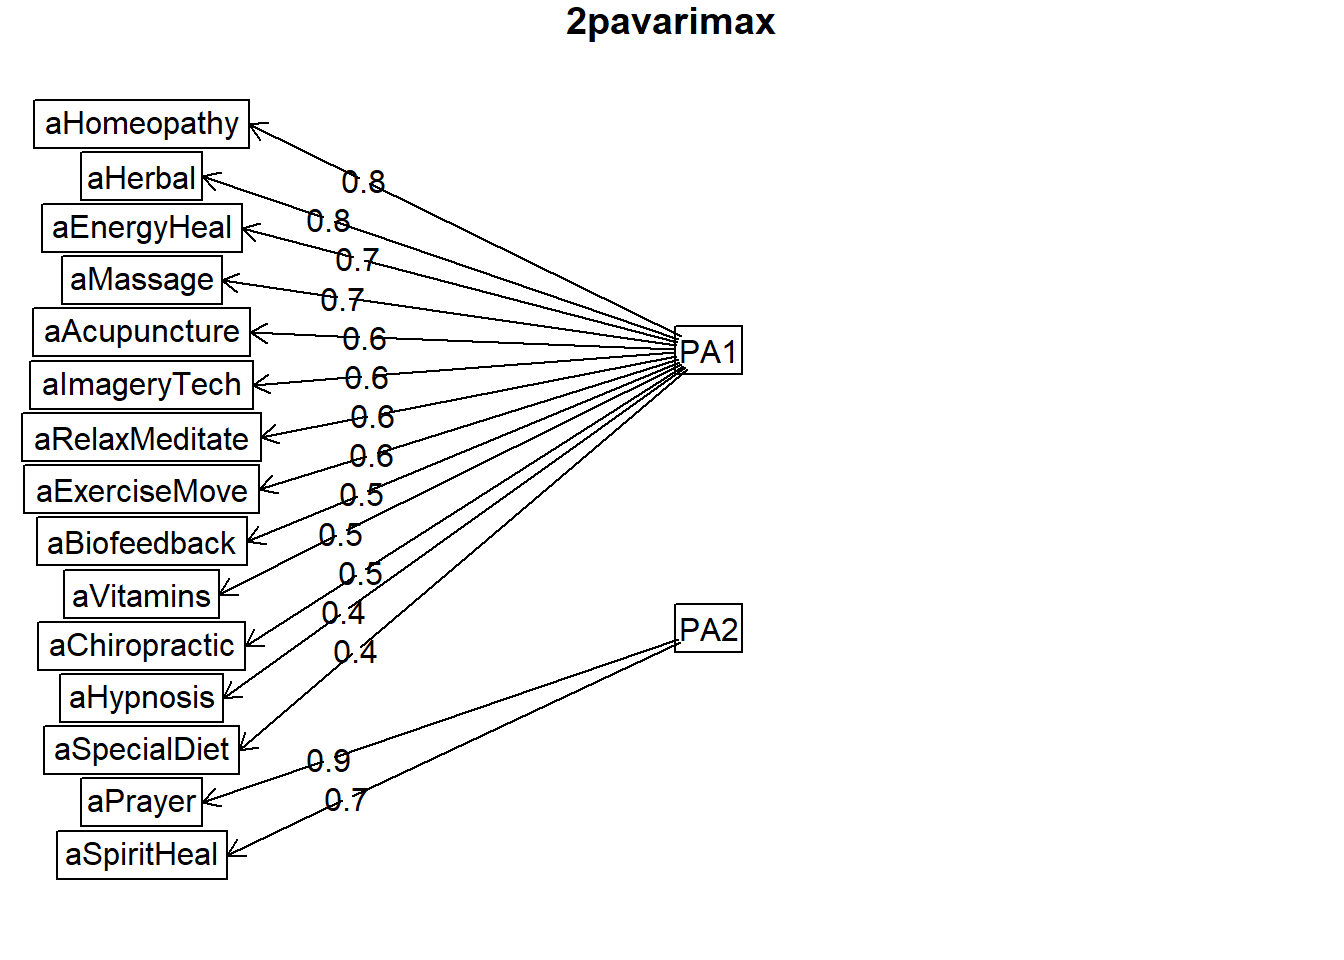 2pavarimax
aHomeopathy
0.8
aHerbal
0.8
aEnergyHeal
0.7
aMassage
0.7
aAcupuncture
0.6
PA1
aImageryTech
0.6
aRelaxMeditate
0.6
aExerciseMove
0.6
aBiofeedback
0.5
aVitamins
0.5
aChiropractic
0.5
aHypnosis
0.4
PA2
aSpecialDiet
0.4
aPrayer
0.9
aSpiritHeal
0.7